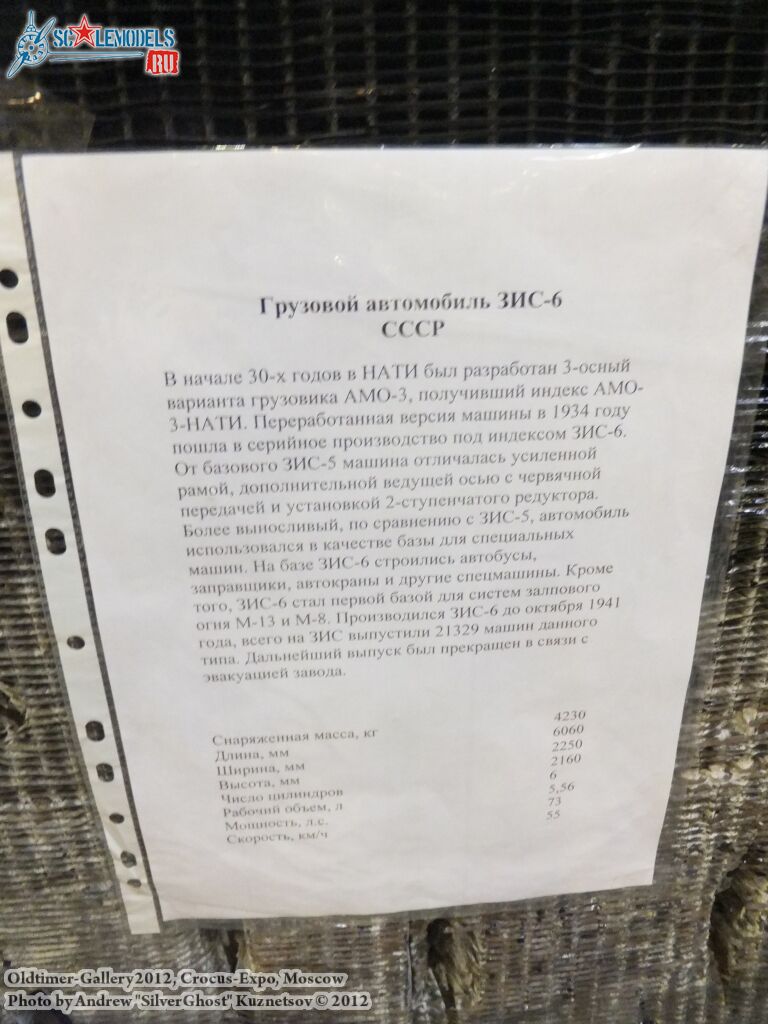 SCALEMODELS
.RU
Грузовой автомобиль ЗИС-6
СССР
В начале 30-х годов в НАТИ был разработан 3-осный
варианта грузовика АМО-3, получивший индекс АМО-
3-НАТИ. Переработанная версия машины в 1934 году
пошла в серийное производство под индексом ЗИС-6.
От базового ЗИС-5 машина отличалась усиленной
рамой, дополнительной ведущей осью с червячной
передачей и установкой 2-ступенчатого редуктора.
Более выносливый, по сравнению с ЗИС-5, автомобиль
использовался в качестве базы для специальных
машин. На базе ЗИС-6 строились автобусы,
заправщики, автокраны и другие спецмашины. Кроме
того, ЗИС-6 стал первой базой для систем залпового
огня М-13 и М-8. Производился ЗИС-6 до октября 1941
года, всего на ЗИС выпустили 21329 машин данного
типа. Дальнейший выпуск был прекращен в связи с
эвакуацией завода.
Снаряженная масса, кг 4230
Длина, мм 6060
Ширина, мм 2250
Высота, мм 2160
Число цилиндров 6
Рабочий объем, л 5,56
Мощность, л.с. 73
Скорость, км/ч 55
Oldtimer-Gallery2012, Crocus-Expo, Moscow
Photo by Andrew "SilverGhost" Kuznetsov © 2012